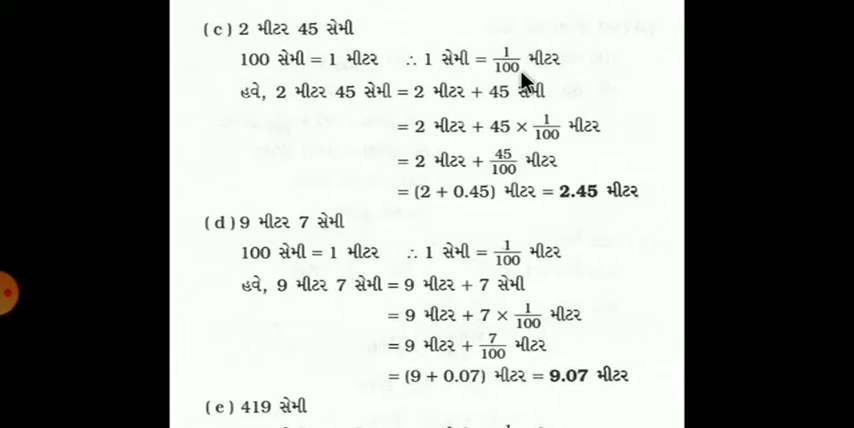 (c) 2 મીટર 45 સેમી
100 સેમી = 1 મીટર ∴ 1 સેમી = 1/100 મીટર
હવે, 2 મીટર 45 સેમી = 2 મીટર + 45 સેમી
= 2 મીટર + 45 × 1/100 મીટર
= 2 મીટર + 45/100 મીટર
= (2 + 0.45) મીટર = 2.45 મીટર
(d) 9 મીટર 7 સેમી
100 સેમી = 1 મીટર ∴ 1 સેમી = 1/100 મીટર
હવે, 9 મીટર 7 સેમી = 9 મીટર + 7 સેમી
= 9 મીટર + 7 × 1/100 મીટર
= 9 મીટર + 7/100 મીટર
= (9 + 0.07) મીટર = 9.07 મીટર
(e) 419 સેમી